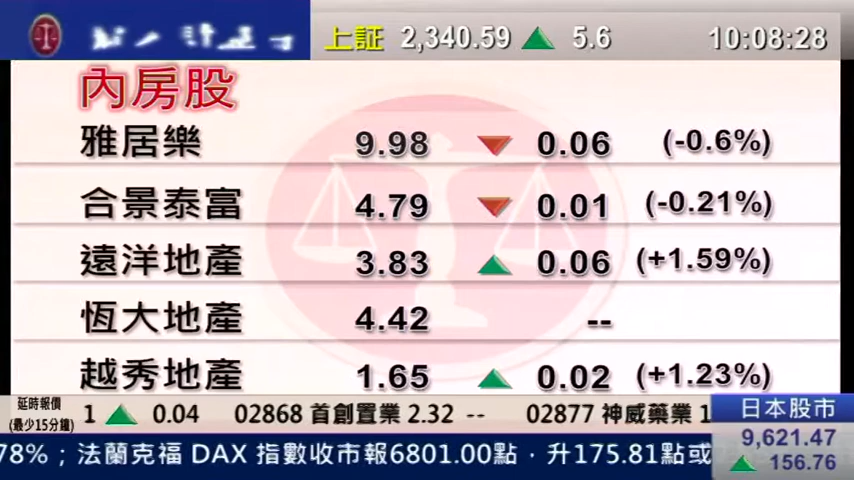 上証 2,340.59 ▲ 5.6 10:08:28
內房股
雅居樂 9.98 ▼ 0.06 (-0.6%)
合景泰富 4.79 ▼ 0.01 (-0.21%)
遠洋地產 3.83 ▲ 0.06 (+1.59%)
恆大地產 4.42 --
越秀地產 1.65 ▲ 0.02 (+1.23%)
延時報價
(最少15分鐘)
1 ▲ 0.04 02868 首創置業 2.32 -- 02877 神威藥業 1
日本股市
9,621.47
▲ 156.76
78%；法蘭克福 DAX 指數收市報6801.00點．升175.81點或